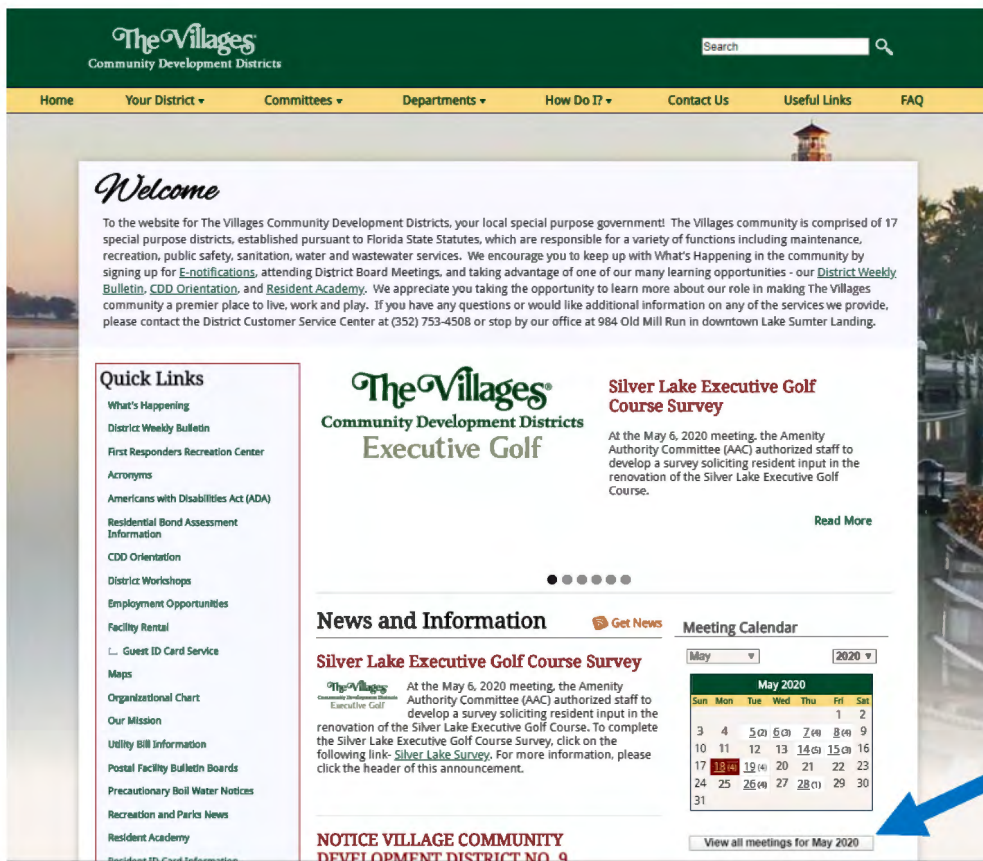 The Villages®
Community Development Districts
Search
Home
Your District ▾
Committees ▾
Departments ▾
How Do I? ▾
Contact Us
Useful Links
FAQ
Welcome
To the website for The Villages Community Development Districts, your local special purpose government! The Villages community is comprised of 17
special purpose districts, established pursuant to Florida State Statutes, which are responsible for a variety of functions including maintenance,
recreation, public safety, sanitation, water and wastewater services. We encourage you to keep up with What's Happening in the community by
signing up for E-notifications, attending District Board Meetings, and taking advantage of one of our many learning opportunities - our District Weekly
Bulletin, CDD Orientation, and Resident Academy. We appreciate you taking the opportunity to learn more about our role in making The Villages
community a premier place to live, work and play. If you have any questions or would like additional information on any of the services we provide,
please contact the District Customer Service Center at (352) 753-4508 or stop by our office at 984 Old Mill Run in downtown Lake Sumter Landing.
Quick Links
What's Happening
District Weekly Bulletin
First Responders Recreation Center
Acronyms
Americans with Disabilities Act (ADA)
Residential Bond Assessment
Information
CDD Orientation
District Workshops
Employment Opportunities
Facility Rental
Guest ID Card Service
Maps
Organizational Chart
Our Mission
Utility Bill Information
Postal Facility Bulletin Boards
Precautionary Boil Water Notices
Recreation and Parks News
Resident Academy
Resident ID Card Information
The Villages®
Community Development Districts
Executive Golf
Silver Lake Executive Golf
Course Survey
At the May 6, 2020 meeting, the Amenity
Authority Committee (AAC) authorized staff to
develop a survey soliciting resident input in the
renovation of the Silver Lake Executive Golf
Course.
Read More
News and Information
Get News
Silver Lake Executive Golf Course Survey
The Villages
Community Development Districts
Executive Golf
At the May 6, 2020 meeting, the Amenity
Authority Committee (AAC) authorized staff to
develop a survey soliciting resident input in the
renovation of the Silver Lake Executive Golf Course. To complete
the Silver Lake Executive Golf Course Survey, click on the
following link- Silver Lake Survey. For more information, please
click the header of this announcement.
NOTICE VILLAGE COMMUNITY
DEVELOPMENT DISTRICT NO. 9
Meeting Calendar
May ▾ 2020 ▾
May 2020
Sun Mon Tue Wed Thu Fri Sat
1 2
3 4 5 (2) 6 (3) 7 (4) 8 (4) 9
10 11 12 13 14 (5) 15 (3) 16
17 18 (4) 19 (4) 20 21 22 23
24 25 26 (4) 27 28 (1) 29 30
31
View all meetings for May 2020